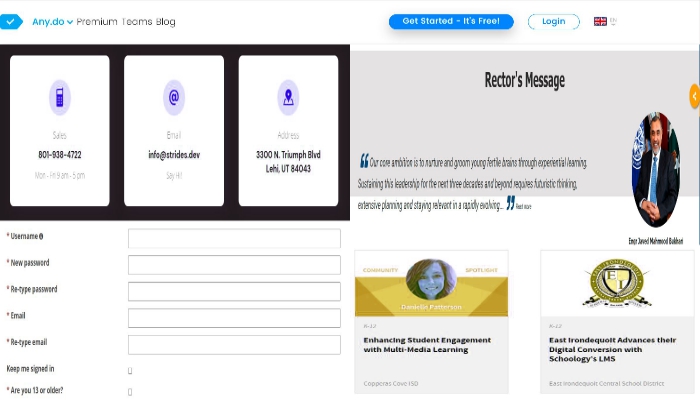 Any.do Premium Teams Blog
Get Started - It's Free!
Login
EN
Sales
801-938-4722
Mon - Fri 9 am - 5 pm
@
Email
info@strides.dev
Say Hi!
Address
3300 N. Triumph Blvd
Lehi, UT 84043
Rector's Message
“ Our core ambition is to nurture and groom young fertile brains through experiential learning.
Sustaining this leadership for the next three decades and beyond requires futuristic thinking,
extensive planning and staying relevant in a rapidly evolving... ” Read more
Engr. Javed Mahmood Bukhari
* Username
* New password
* Re-type password
* Email
* Re-type email
Keep me signed in
* Are you 13 or older?
COMMUNITY SPOTLIGHT
Daidelin Patterson
K-12
Enhancing Student Engagement
with Multi-Media Learning
Copperas Cove ISD
E I
K-12
East Irondequoit Advances their
Digital Conversion with
Schoology's LMS
East Irondequoit Central School District